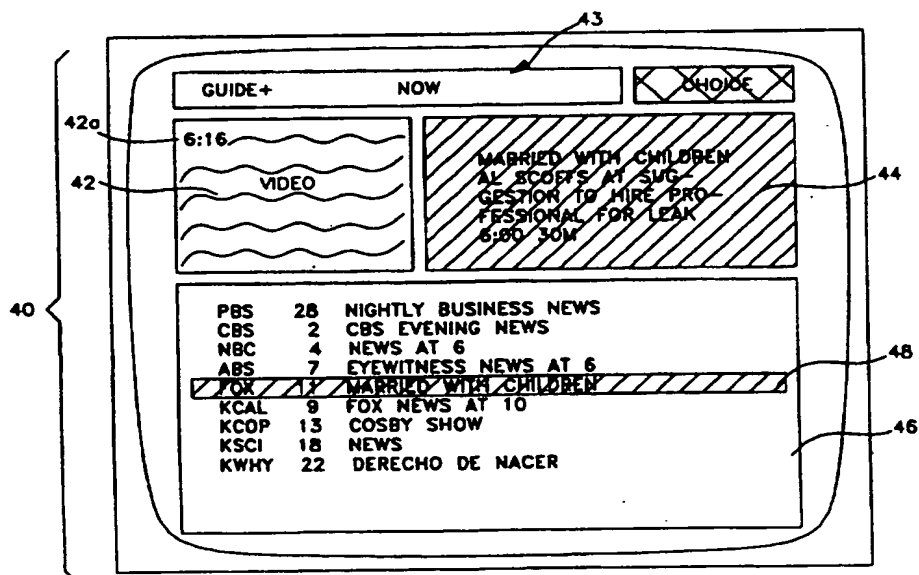 43
GUIDE+ NOW CHOICE
42a
6:16
42
VIDEO
MARRIED WITH CHILDREN
AL SCOFFS AT SUG-
GESTION TO HIRE PRO-
FESSIONAL FOR LEAK
6:00 30M
44
40
PBS 28 NIGHTLY BUSINESS NEWS
CBS 2 CBS EVENING NEWS
NBC 4 NEWS AT 6
ABS 7 EYEWITNESS NEWS AT 6
FOX 11 MARRIED WITH CHILDREN
48
KCAL 9 FOX NEWS AT 10
KCOP 13 COSBY SHOW
46
KSCI 18 NEWS
KWHY 22 DERECHO DE NACER